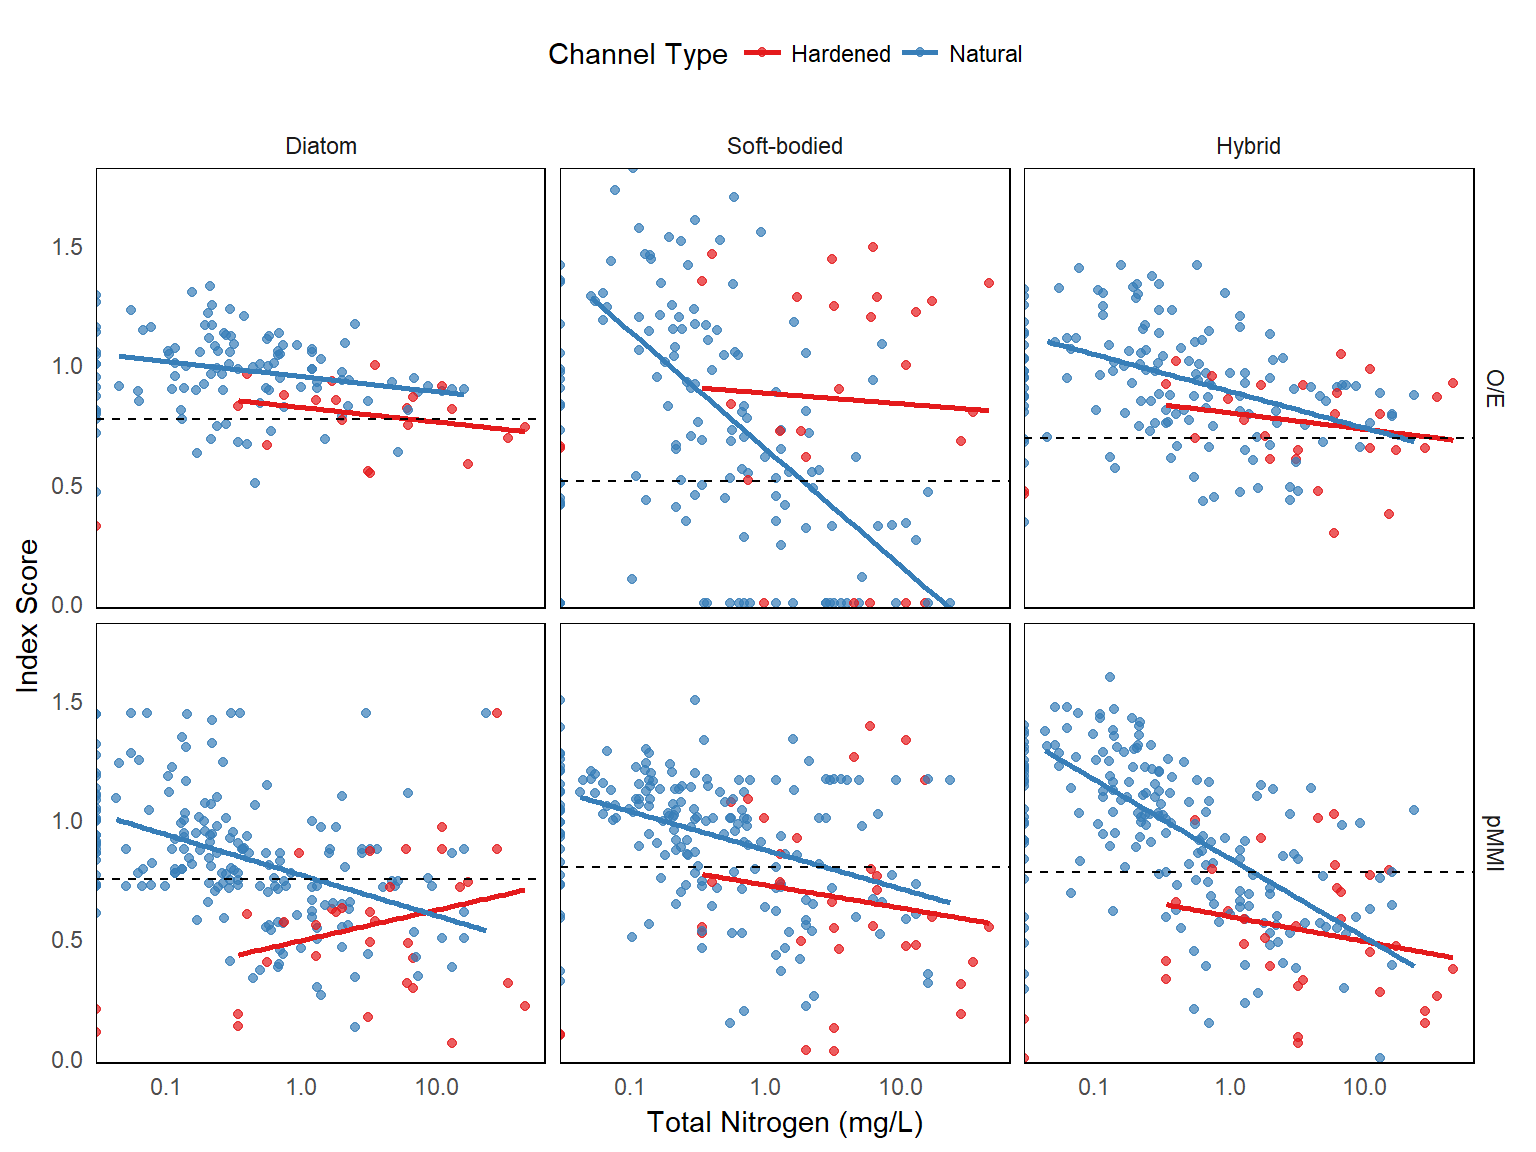 Channel Type Hardened Natural
Diatom Soft-bodied Hybrid
1.5
1.0
0.5
0.0
O/E
Index Score
1.5
1.0
0.5
0.0
pMMI
0.1 1.0 10.0 0.1 1.0 10.0 0.1 1.0 10.0
Total Nitrogen (mg/L)